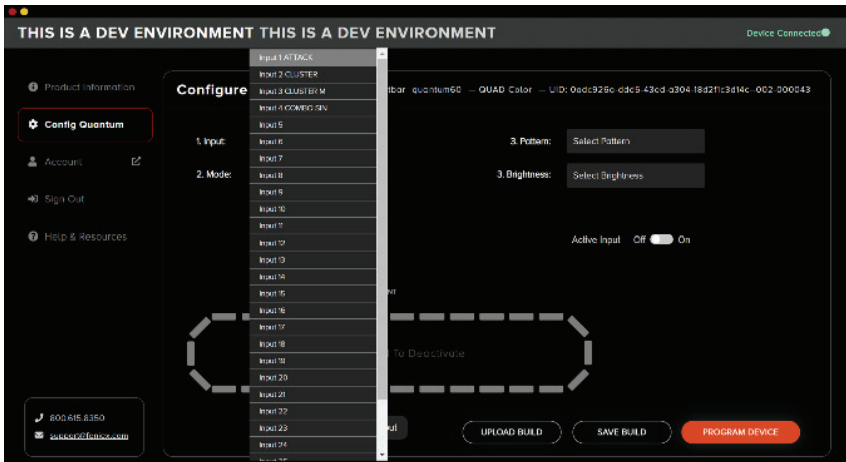 THIS IS A DEV ENVIRONMENT THIS IS A DEV ENVIRONMENT
Device Connected
Product Information
Config Quantum
Account
Sign Out
Help & Resources
800.615.8350
support@feniex.com
Configure
quantum60 – QUAD Color – UID:
1. Input:
2. Mode:
Input 1 ATTACK
Input 2 CLUSTER
Input 3 CLUSTER M
Input 4 COMBO SIN
Input 5
Input 6
Input 7
Input 8
Input 9
Input 10
Input 11
Input 12
Input 13
Input 14
Input 15
Input 16
Input 17
Input 18
Input 19
Input 20
Input 21
Input 22
Input 23
Input 24
3. Pattern:
Select Pattern
3. Brightness:
Select Brightness
Active Input Off On
To Deactivate
UPLOAD BUILD
SAVE BUILD
PROGRAM DEVICE